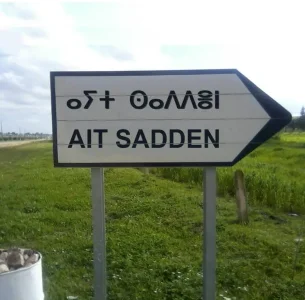 ⴰⵢⵜ ⵙⴰⴷⴷⴻⵏ
AIT SADDEN